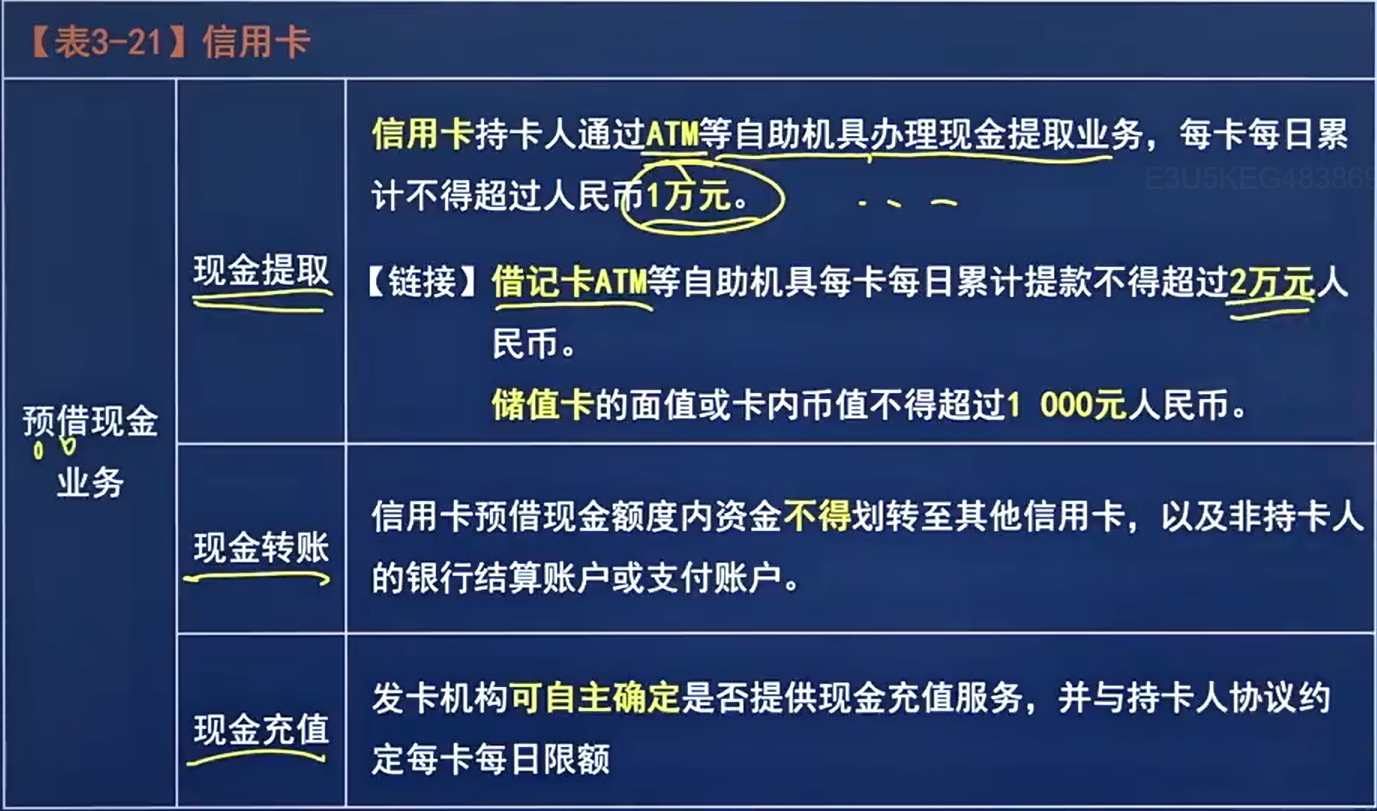 【表3-21】信用卡
预借现金
业务
现金提取
信用卡持卡人通过ATM等自助机具办理现金提取业务，每卡每日累
计不得超过人民币1万元。
【链接】借记卡ATM等自助机具每卡每日累计提款不得超过2万元人
民币。
储值卡的面值或卡内币值不得超过1 000元人民币。
现金转账
信用卡预借现金额度内资金不得划转至其他信用卡，以及非持卡人
的银行结算账户或支付账户。
现金充值
发卡机构可自主确定是否提供现金充值服务，并与持卡人协议约
定每卡每日限额
E3U5KEG483869